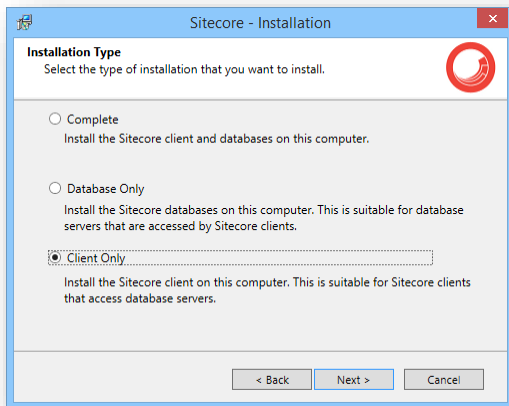 Sitecore - Installation
Installation Type
Select the type of installation that you want to install.
Complete
Install the Sitecore client and databases on this computer.
Database Only
Install the Sitecore databases on this computer. This is suitable for database
servers that are accessed by Sitecore clients.
Client Only
Install the Sitecore client on this computer. This is suitable for Sitecore clients
that access database servers.
< Back Next > Cancel